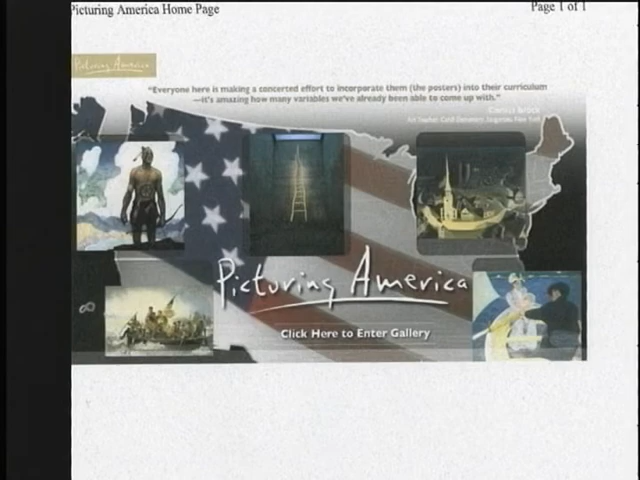 Picturing America Home Page
Page 1 of 1
Picturing America
"Everyone here is making a concerted effort to incorporate them (the posters) into their curriculum
—it's amazing how many variables we've already been able to come up with."
Picturing America
Click Here to Enter Gallery